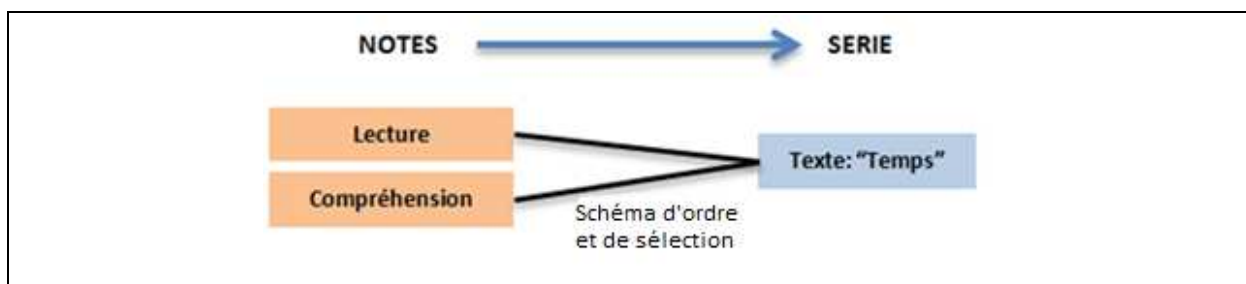 NOTES
SERIE
Lecture
Texte: “Temps”
Compréhension
Schéma d'ordre
et de sélection